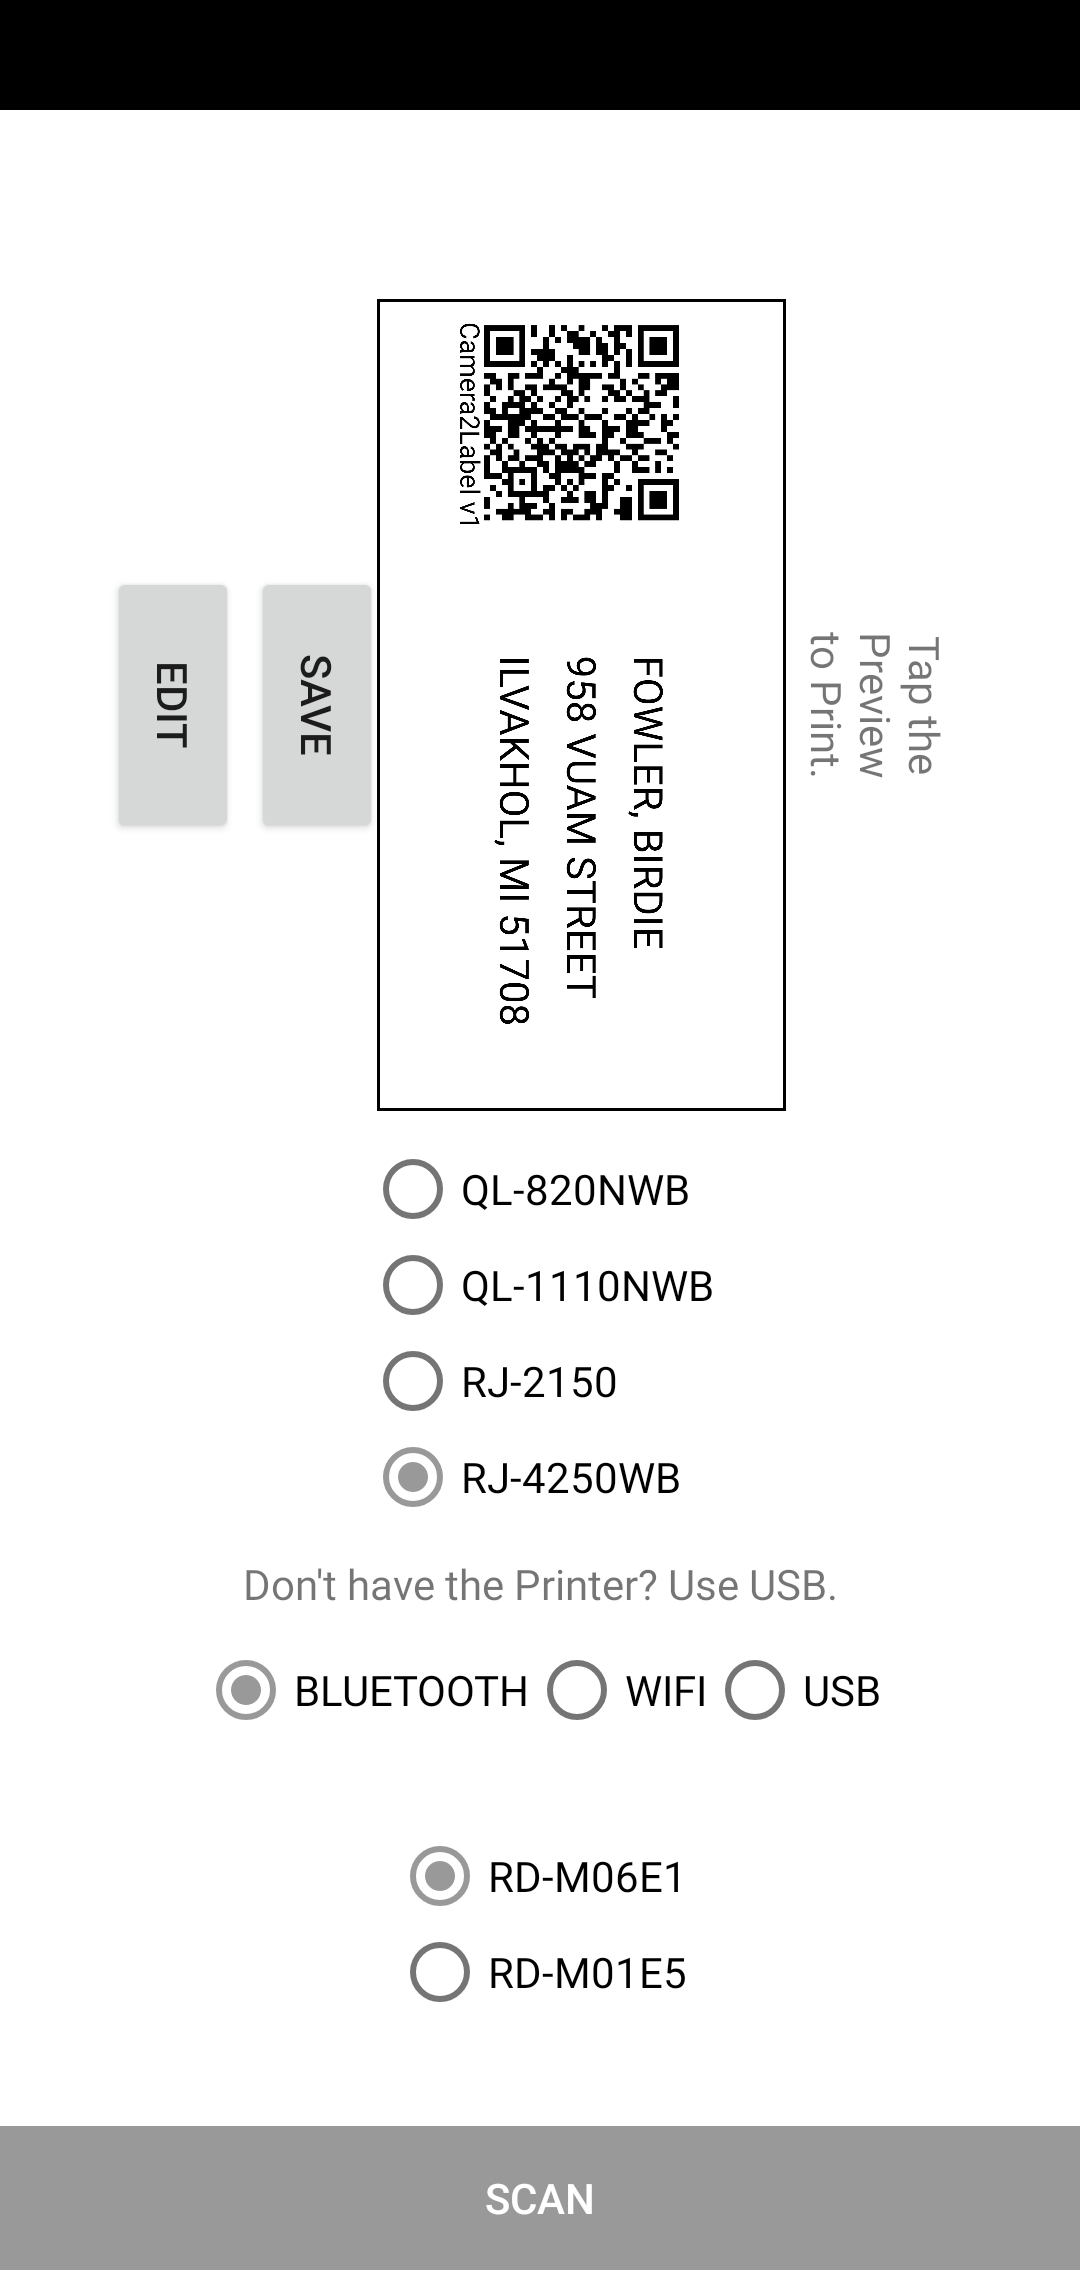 Tap the
Preview
to Print.
Camera2Label v1
FOWLER, BIRDIE
958 VUAM STREET
ILVAKHOL, MI 51708
SAVE
EDIT
QL-820NWB
QL-1110NWB
RJ-2150
RJ-4250WB
Don't have the Printer? Use USB.
BLUETOOTH WIFI USB
RD-M06E1
RD-M01E5
SCAN